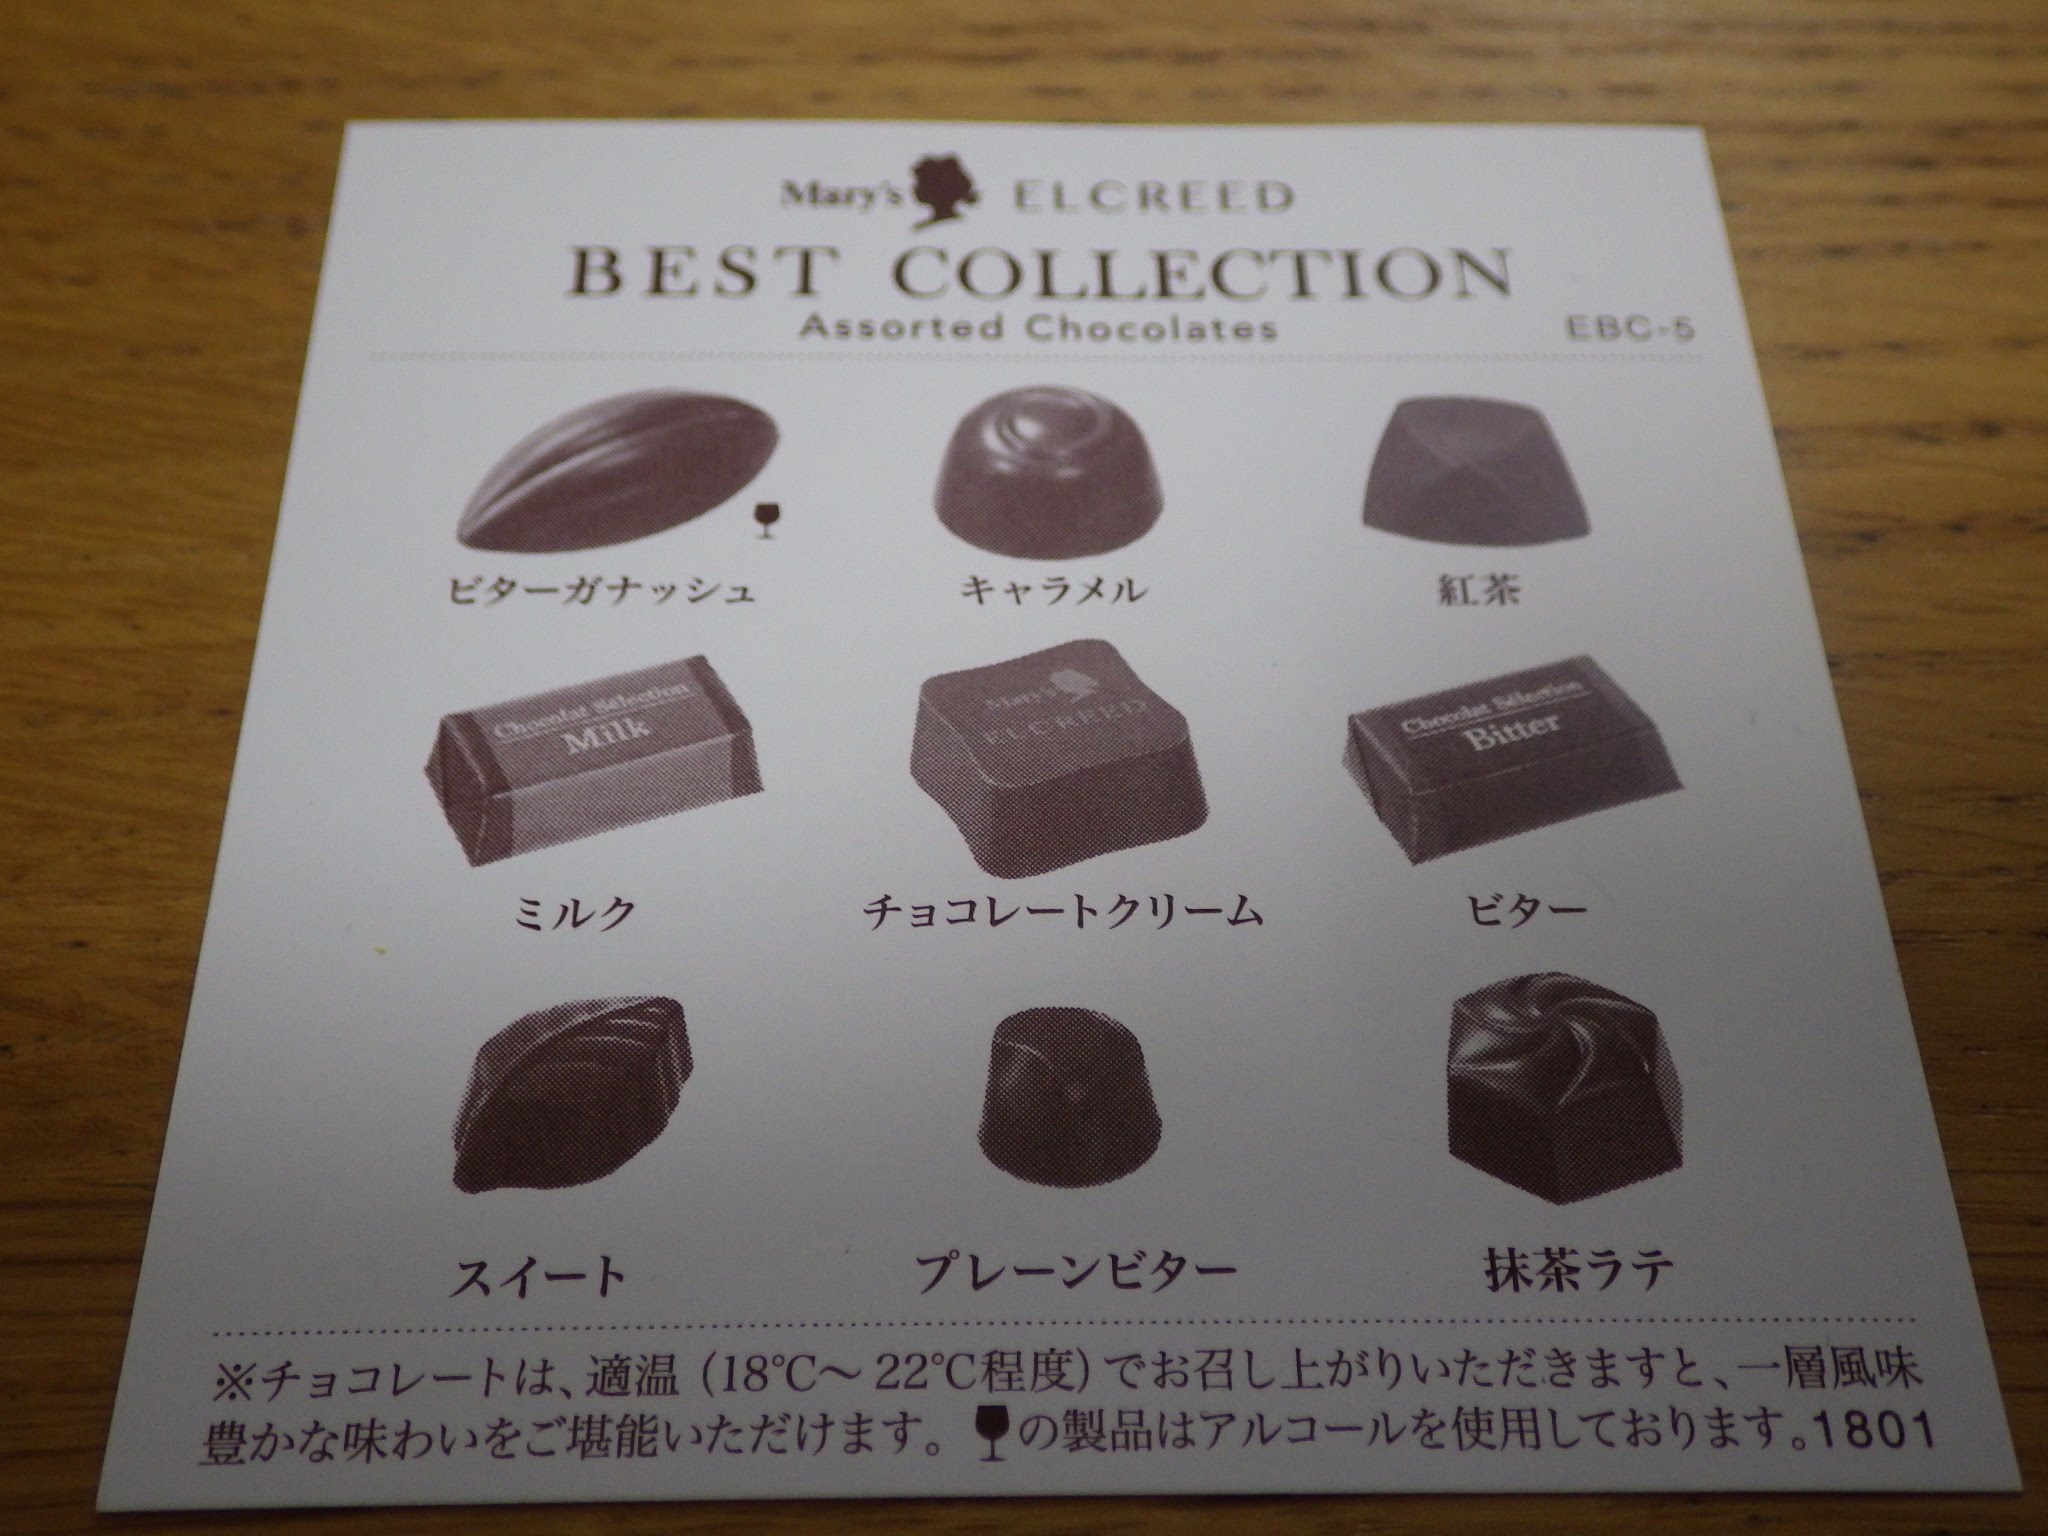 Mary's ELCREED
BEST COLLECTION
Assorted Chocolates
EBC-5
ビターガナッシュ
キャラメル
紅茶
Chocolat Sélection
Milk
Mary's
ELCREED
Chocolat Sélection
Bitter
ミルク
チョコレートクリーム
ビター
スイート
プレーンビター
抹茶ラテ
※チョコレートは、適温(18℃〜22℃程度)でお召し上がりいただきますと、一層風味
豊かな味わいをご堪能いただけます。 の製品はアルコールを使用しております。1801